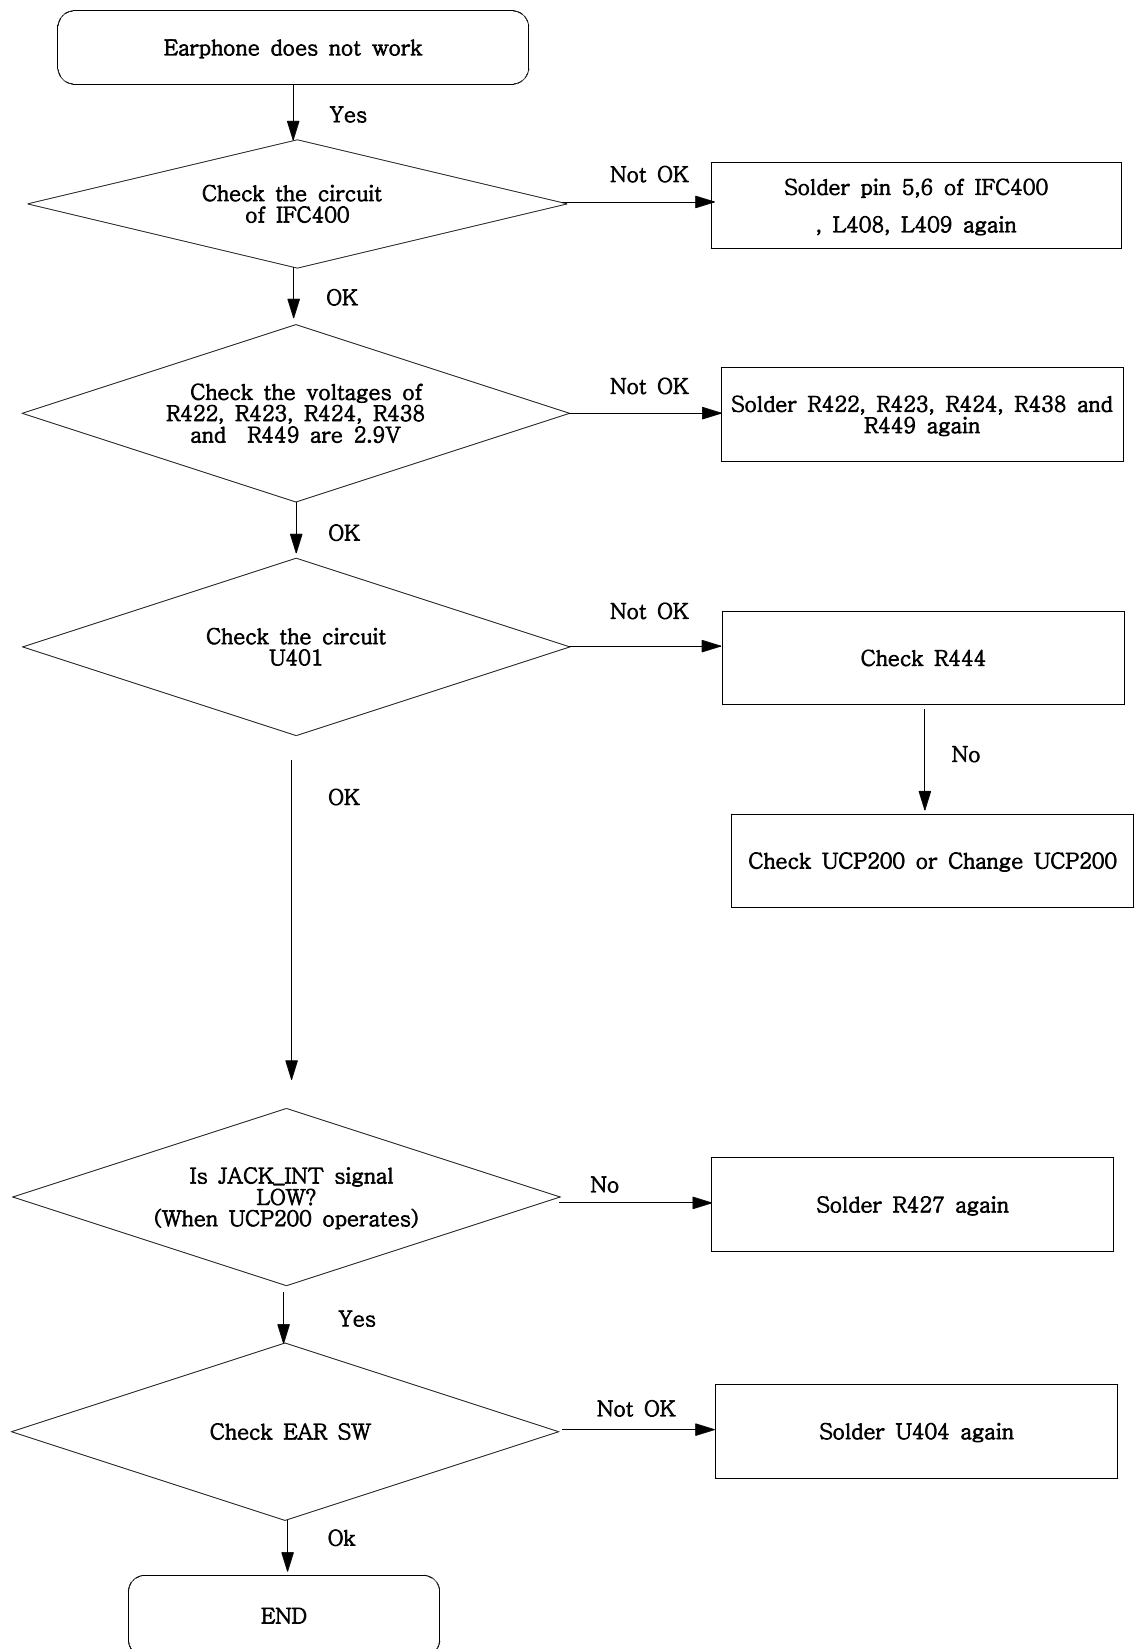 Earphone does not work
Yes
Check the circuit
of IFC400
Not OK
Solder pin 5,6 of IFC400
, L408, L409 again
OK
Check the voltages of
R422, R423, R424, R438
and R449 are 2.9V
Not OK
Solder R422, R423, R424, R438 and
R449 again
OK
Check the circuit
U401
Not OK
Check R444
No
Check UCP200 or Change UCP200
OK
Is JACK_INT signal
LOW?
(When UCP200 operates)
No
Solder R427 again
Yes
Check EAR SW
Not OK
Solder U404 again
Ok
END